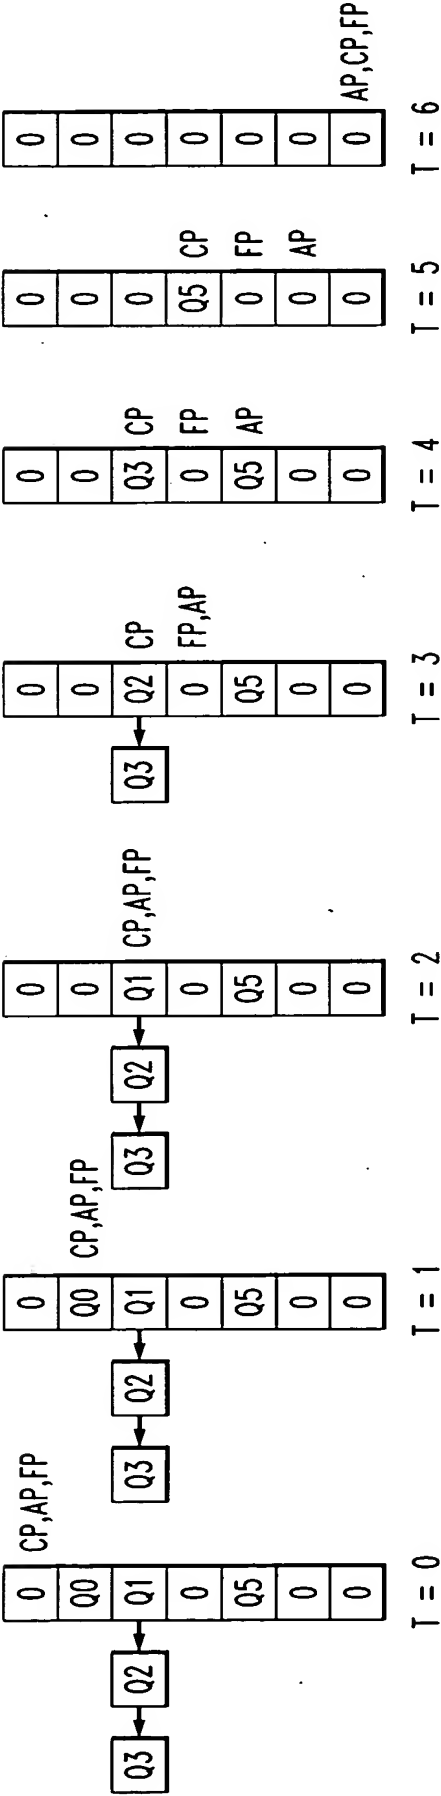 0 CP,AP,FP
Q0
Q3 Q2 Q1
0
Q5
0
0
T = 0
0
Q0 CP,AP,FP
Q3 Q2 Q1
0
Q5
0
0
T = 1
0
0
Q3 Q2 Q1 CP,AP,FP
0
Q5
0
0
T = 2
0
0
Q3 Q2 CP
0 FP,AP
Q5
0
0
T = 3
0
0
Q3 CP
0 FP
Q5 AP
0
0
T = 4
0
0
0
Q5 CP
0 FP
0 AP
0
T = 5
0
0
0
0
0
0
0 AP,CP,FP
T = 6